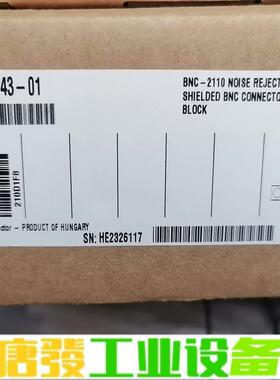 43-01
BNC-2110 NOISE REJECT
SHIELDED BNC CONNECTO
BLOCK
210D1F8
ator - PRODUCT OF HUNGARY
SN: HE2326117
唐發工业设备